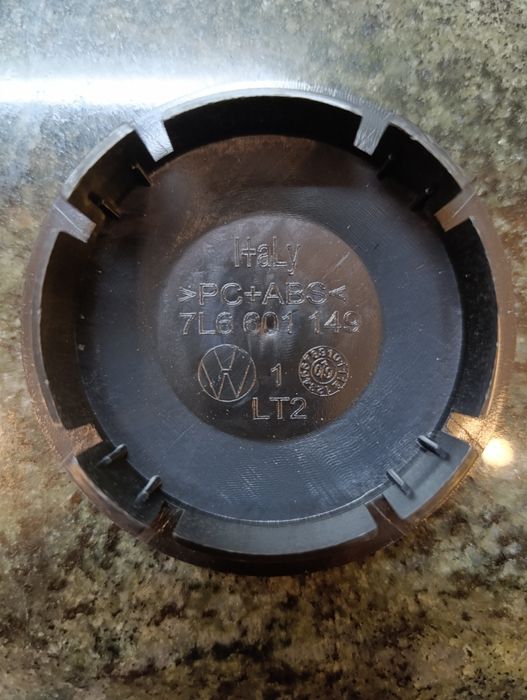 ItaLy
>PC+ABS<
7L6 601 149
1
LT2